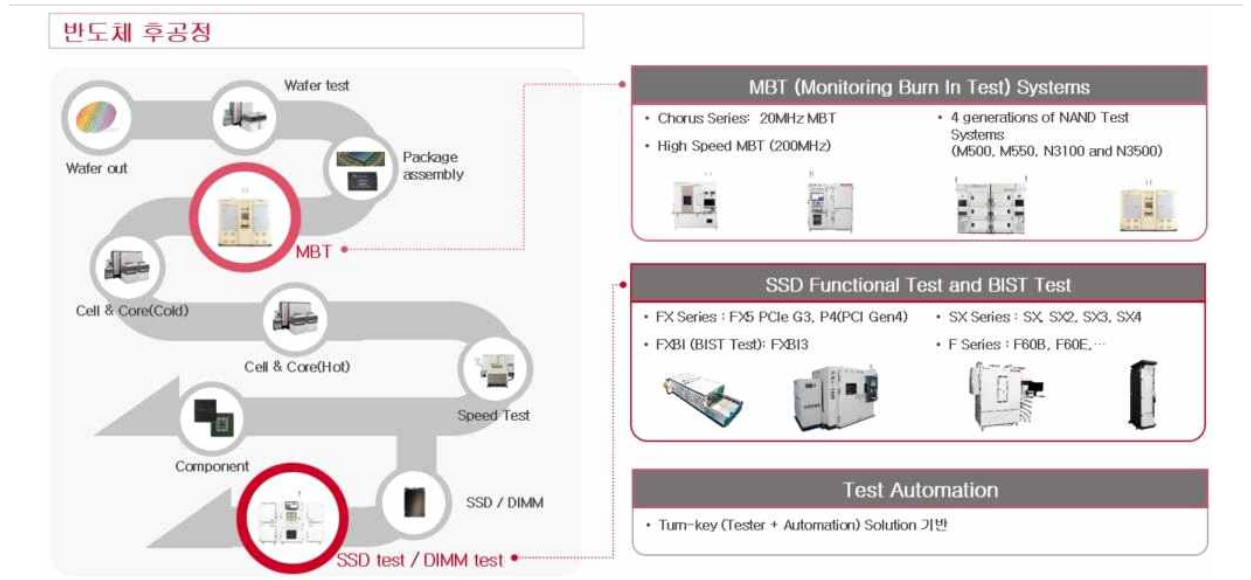 반도체 후공정
Wafer test
Wafer out
Package
assembly
MBT
Cell & Core(Cold)
Cell & Core(Hot)
Speed Test
Component
SSD / DIMM
SSD test / DIMM test
MBT (Monitoring Burn In Test) Systems
• Chorus Series: 20MHz MBT
• High Speed MBT (200MHz)
• 4 generations of NAND Test
Systems
(M500, M550, N3100 and N3500)
SSD Functional Test and BIST Test
• FX Series : FX5 PCIe G3, P4(PCI Gen4)
• FXBI (BIST Test): FXBI3
• SX Series : SX, SX2, SX3, SX4
• F Series : F60B, F60E,⋯
Test Automation
• Turn-key (Tester + Automation) Solution 기반